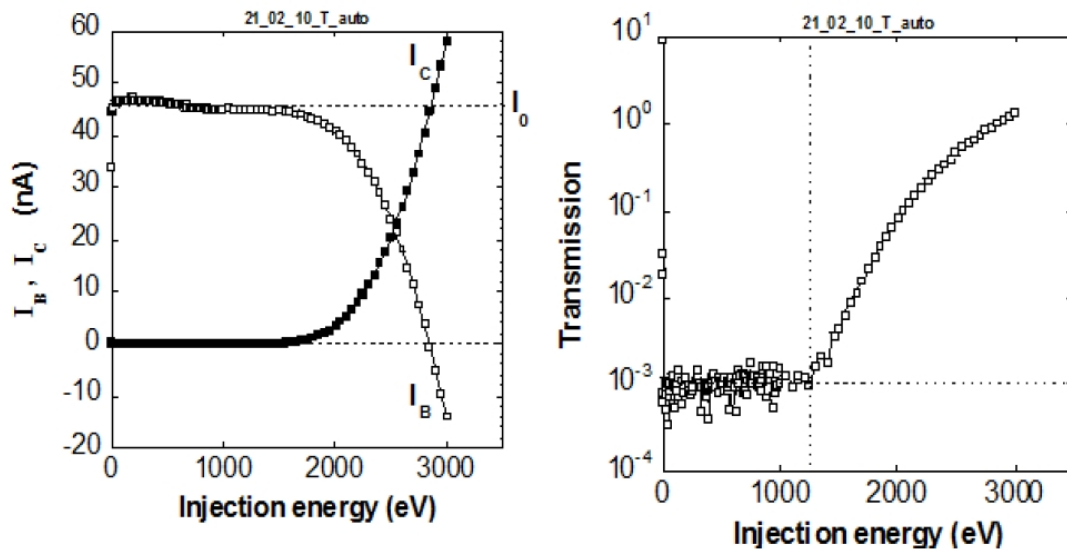 21_02_10_T_auto
60
50
40
30
20
10
0
-10
-20
I_B , I_C (nA)
I_C
I_0
I_B
0 1000 2000 3000
Injection energy (eV)
21_02_10_T_auto
10^1
10^0
10^-1
10^-2
10^-3
10^-4
Transmission
0 1000 2000 3000
Injection energy (eV)